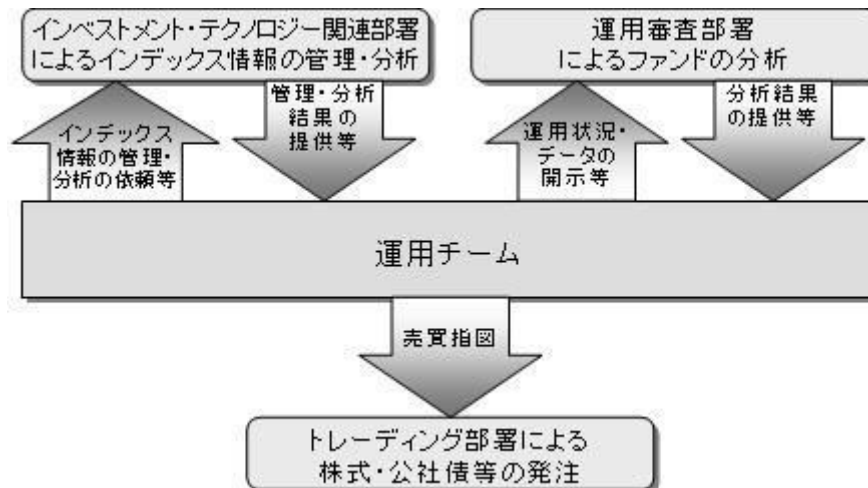 インベストメント・テクノロジー関連部署
によるインデックス情報の管理・分析
運用審査部署
によるファンドの分析
インデックス
情報の管理・
分析の依頼等
管理・分析
結果の
提供等
運用状況・
データの
開示等
分析結果
の提供等
運用チーム
売買指図
トレーディング部署による
株式・公社債等の発注